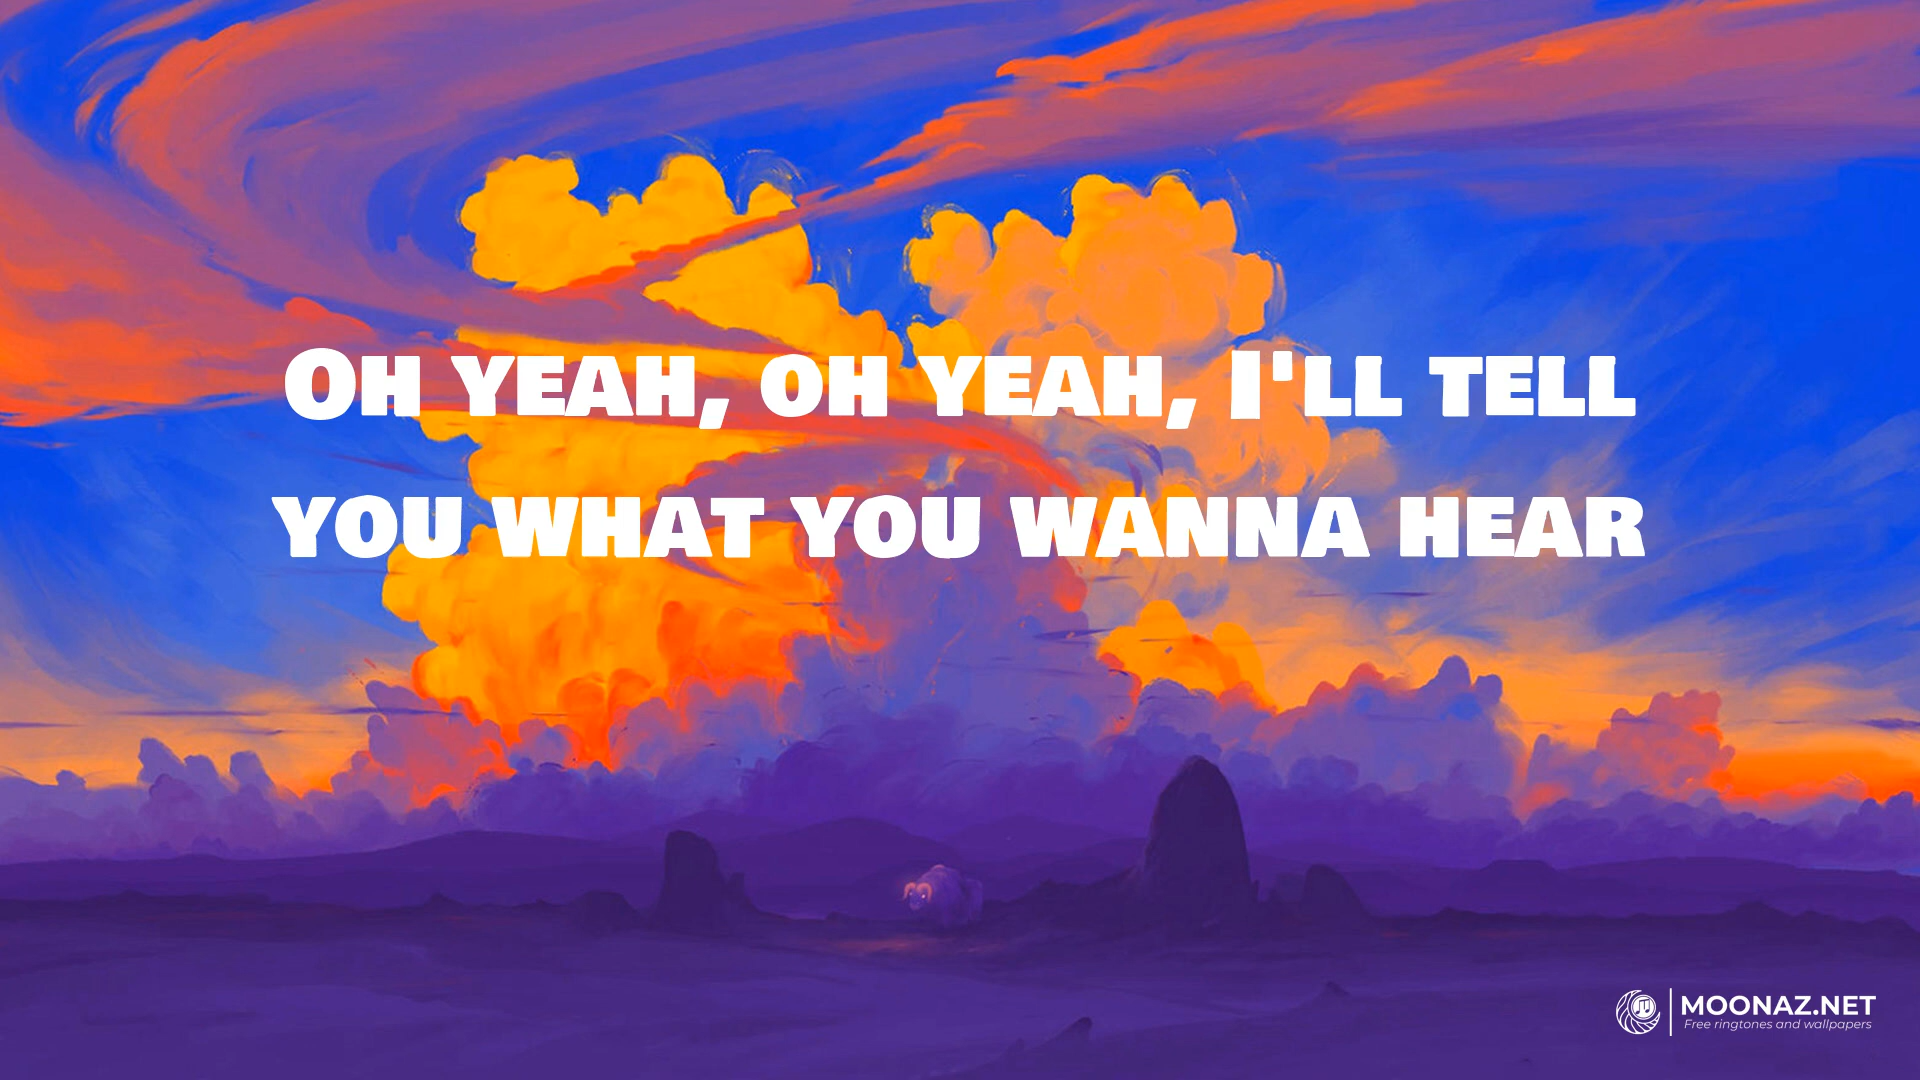 Oh yeah, oh yeah, I'll tell
you what you wanna hear
MOONAZ.NET
Free ringtones and wallpapers